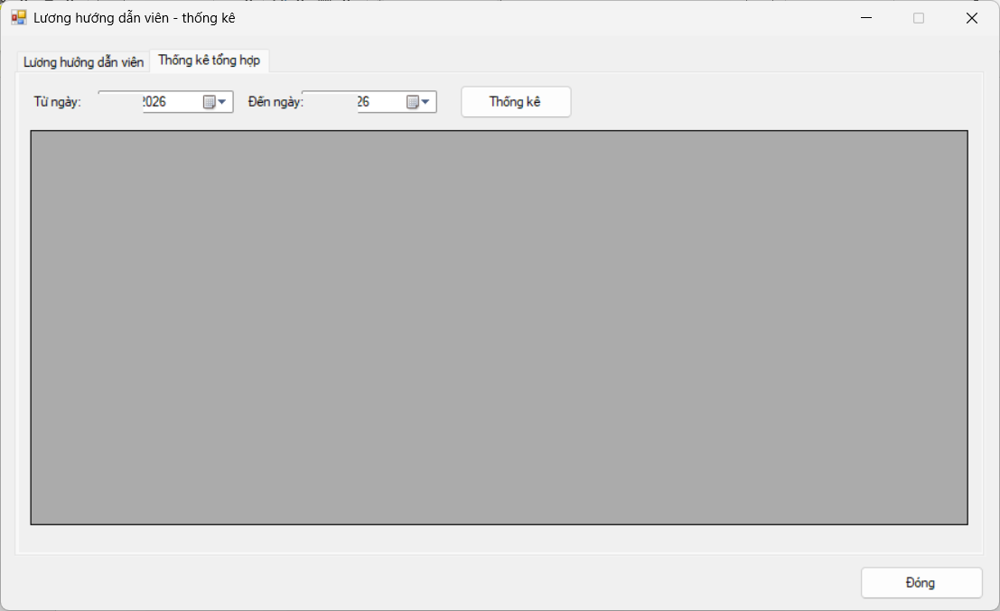 Lương hướng dẫn viên - thống kê
Lương hướng dẫn viên Thống kê tổng hợp
Từ ngày: 2026 Đến ngày: 26 Thống kê
Đóng